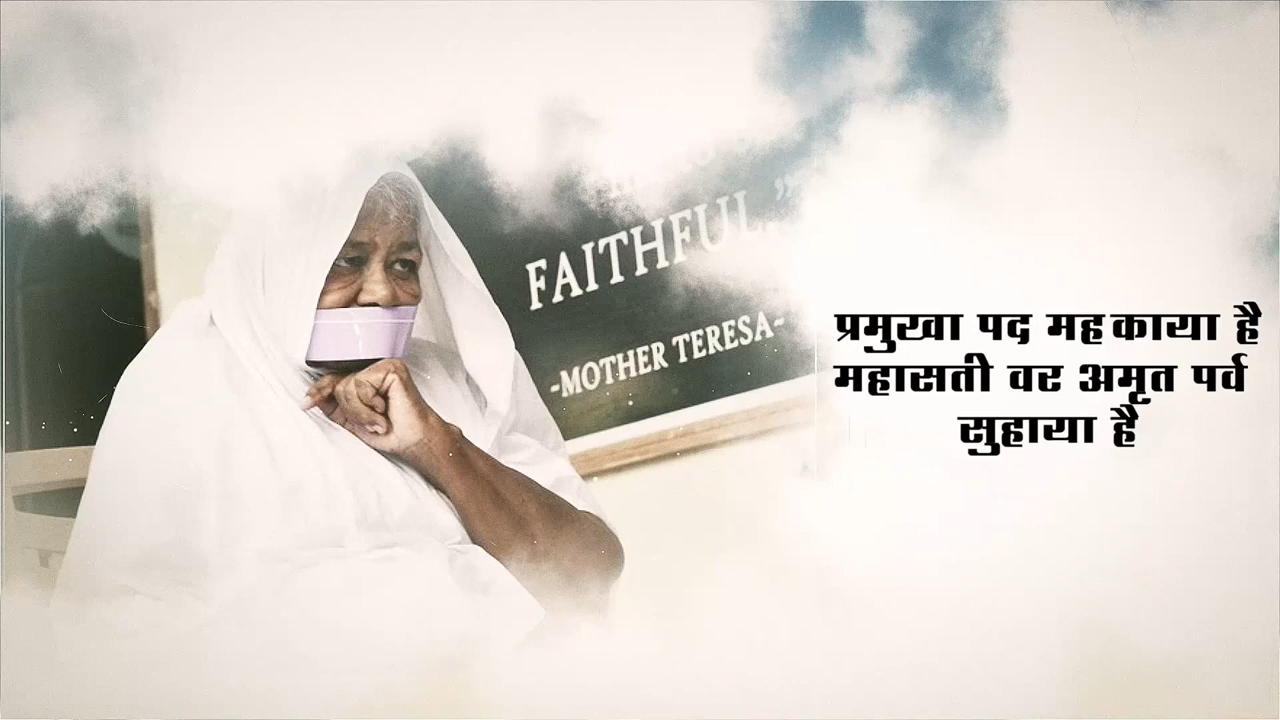 FAITHFUL."
-MOTHER TERESA-
प्रमुखा पद महकाया है
महासती वर अमृत पर्व
सुहाया है